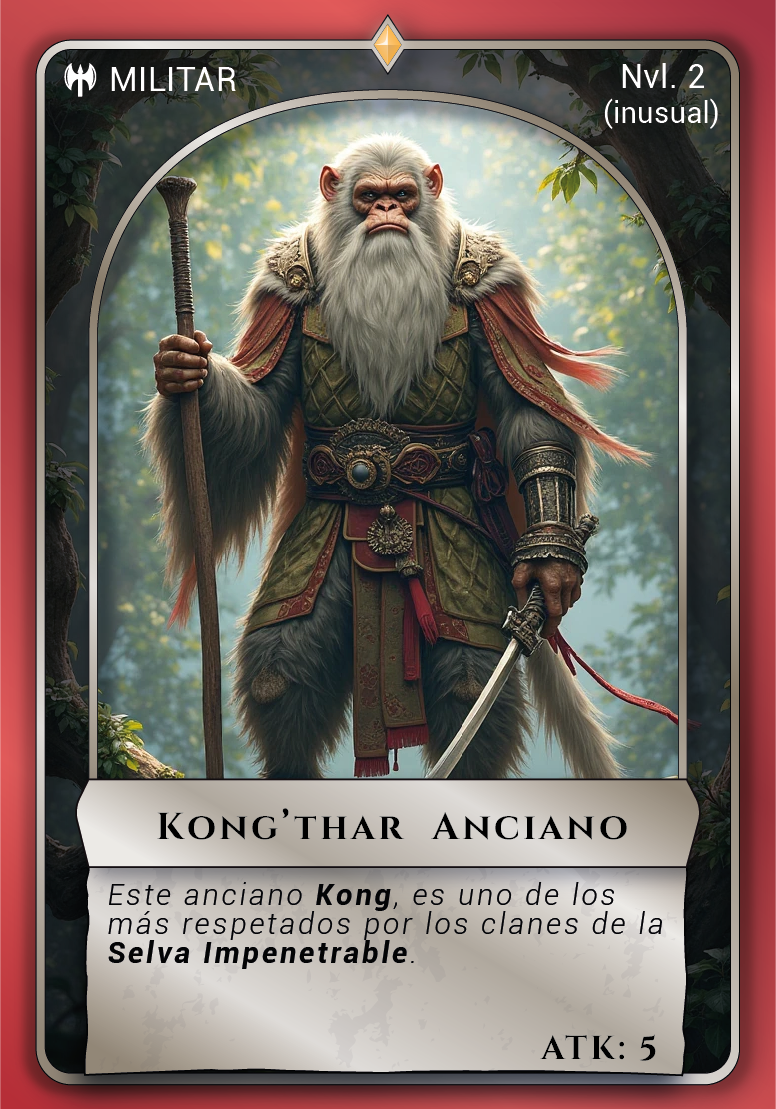 MILITAR
Nvl. 2
(inusual)
Kong'thar Anciano
Este anciano Kong, es uno de los
más respetados por los clanes de la
Selva Impenetrable.
ATK: 5